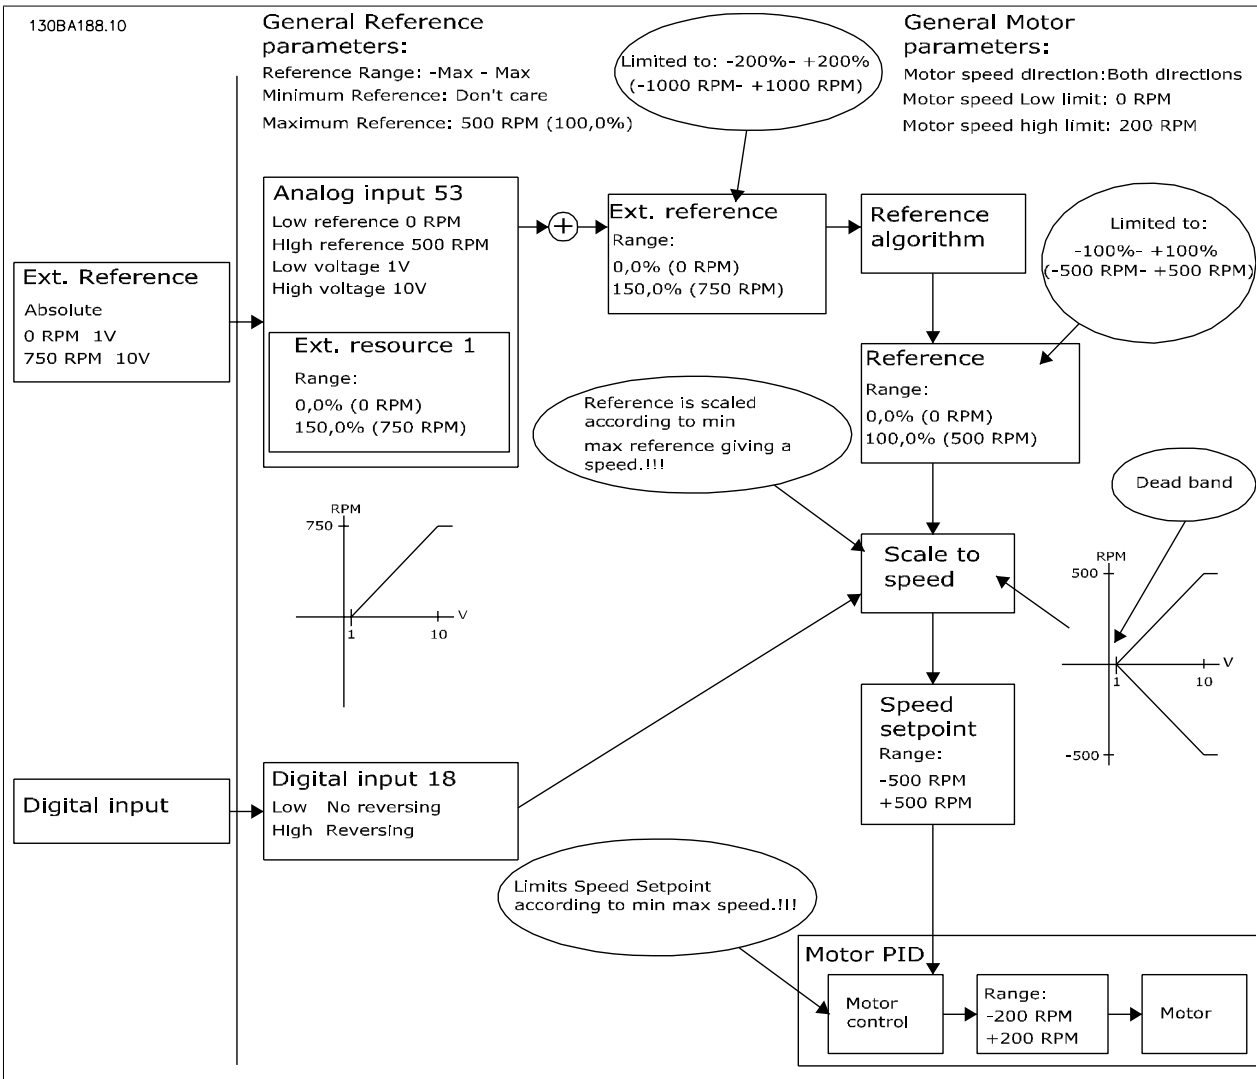 130BA188.10
General Reference
parameters:
Reference Range: -Max - Max
Minimum Reference: Don't care
Maximum Reference: 500 RPM (100,0%)
Limited to: -200%- +200%
(-1000 RPM- +1000 RPM)
General Motor
parameters:
Motor speed direction:Both directions
Motor speed Low limit: 0 RPM
Motor speed high limit: 200 RPM
Ext. Reference
Absolute
0 RPM 1V
750 RPM 10V
Analog input 53
Low reference 0 RPM
High reference 500 RPM
Low voltage 1V
High voltage 10V
Ext. resource 1
Range:
0,0% (0 RPM)
150,0% (750 RPM)
+
Ext. reference
Range:
0,0% (0 RPM)
150,0% (750 RPM)
Reference
algorithm
Limited to:
-100%- +100%
(-500 RPM- +500 RPM)
Reference
Range:
0,0% (0 RPM)
100,0% (500 RPM)
Reference is scaled
according to min
max reference giving a
speed.!!!
Dead band
RPM
750
V
1
10
Scale to
speed
RPM
500
V
1
10
-500
Speed
setpoint
Range:
-500 RPM
+500 RPM
Digital input
Digital input 18
Low No reversing
High Reversing
Limits Speed Setpoint
according to min max speed.!!!
Motor PID
Motor
control
Range:
-200 RPM
+200 RPM
Motor